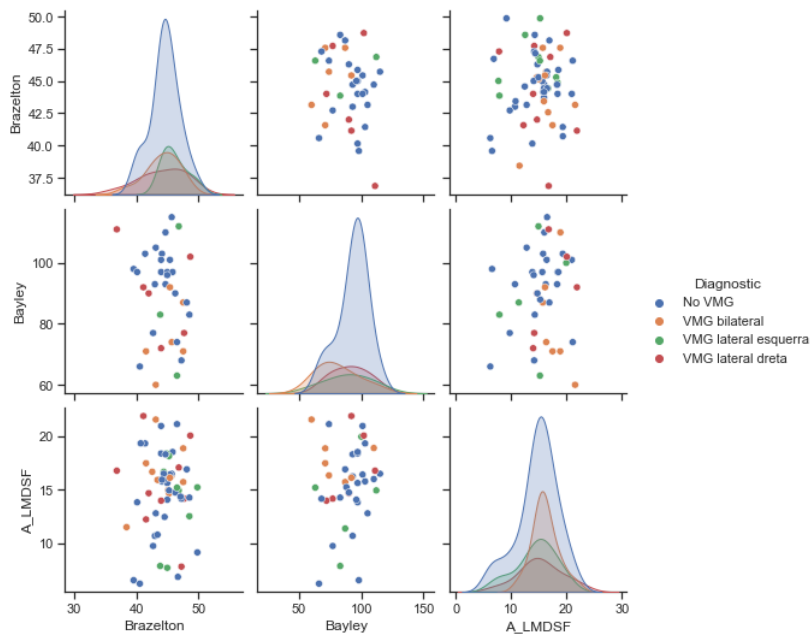 50.0
47.5
45.0
42.5
40.0
37.5
Brazelton
100
80
60
Bayley
Diagnostic
No VMG
VMG bilateral
VMG lateral esquerra
VMG lateral dreta
20
15
10
A_LMDSF
30 40 50
Brazelton
50 100 150
Bayley
0 10 20 30
A_LMDSF